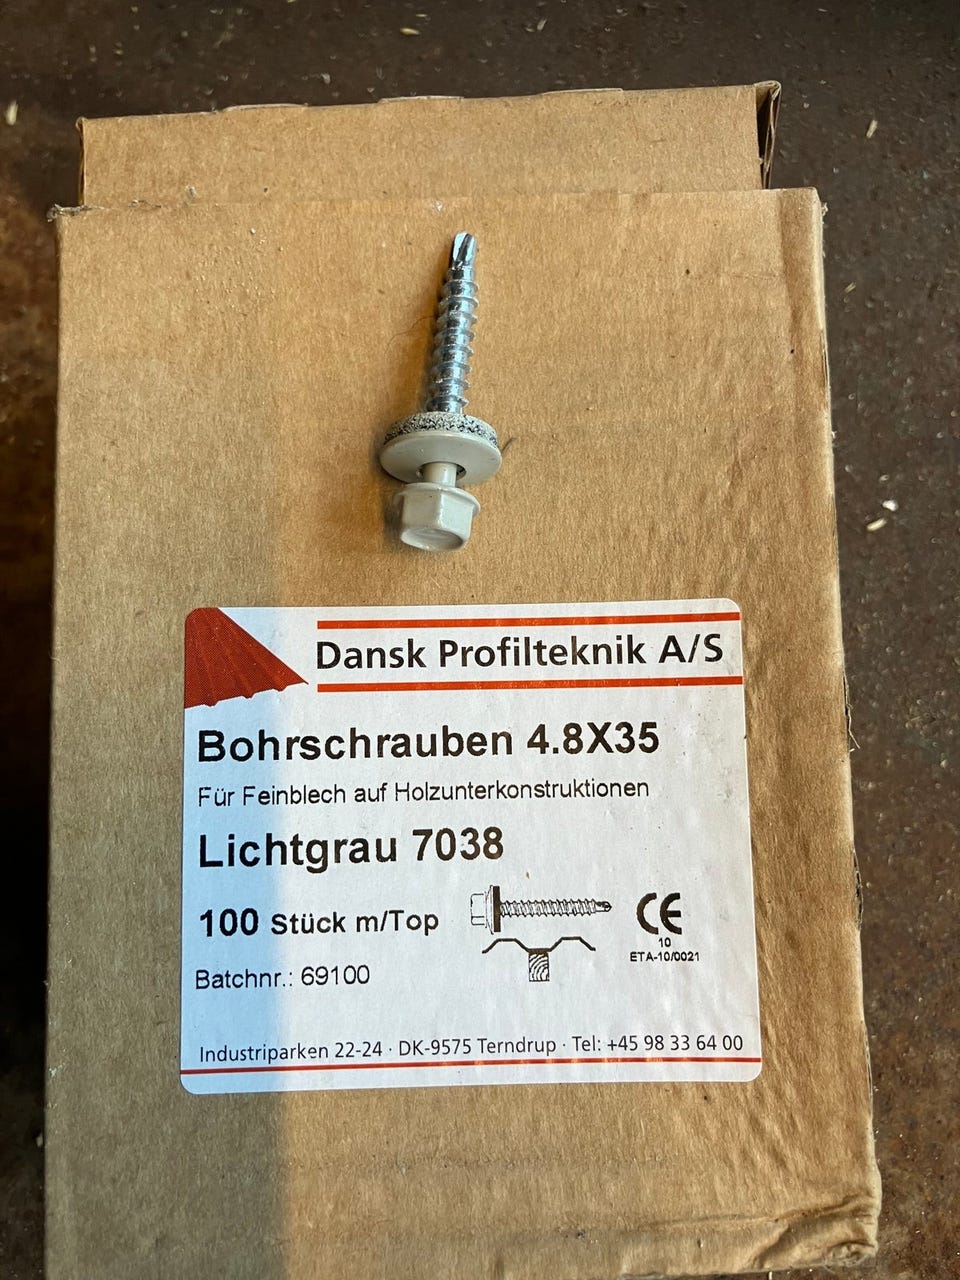 Dansk Profilteknik A/S
Bohrschrauben 4.8X35
Für Feinblech auf Holzunterkonstruktionen
Lichtgrau 7038
100 Stück m/Top
CE
10
ETA-10/0021
Batchnr.: 69100
Industriparken 22-24 · DK-9575 Terndrup · Tel: +45 98 33 64 00